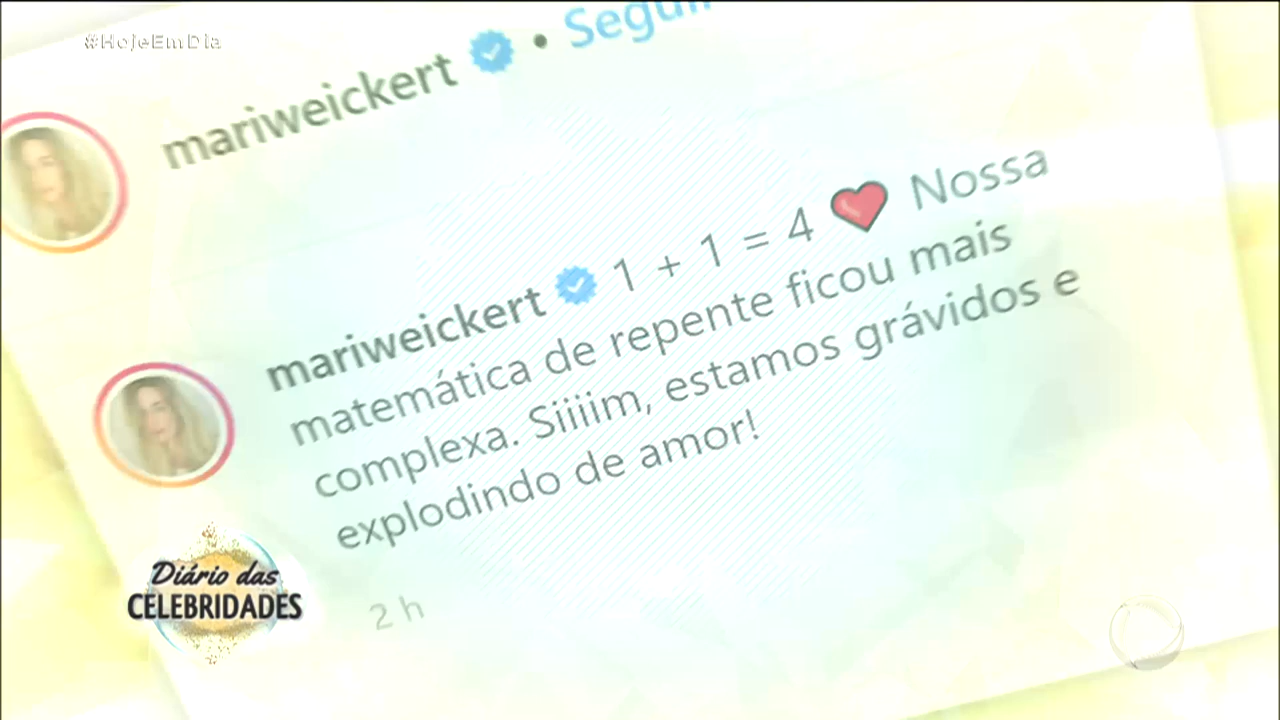 #HojeEmDia
mariweickert • Segui
mariweickert 1 + 1 = 4 ❤️ Nossa
matemática de repente ficou mais
complexa. Siiiim, estamos grávidos e
explodindo de amor!
2 h
Diário das
CELEBRIDADES